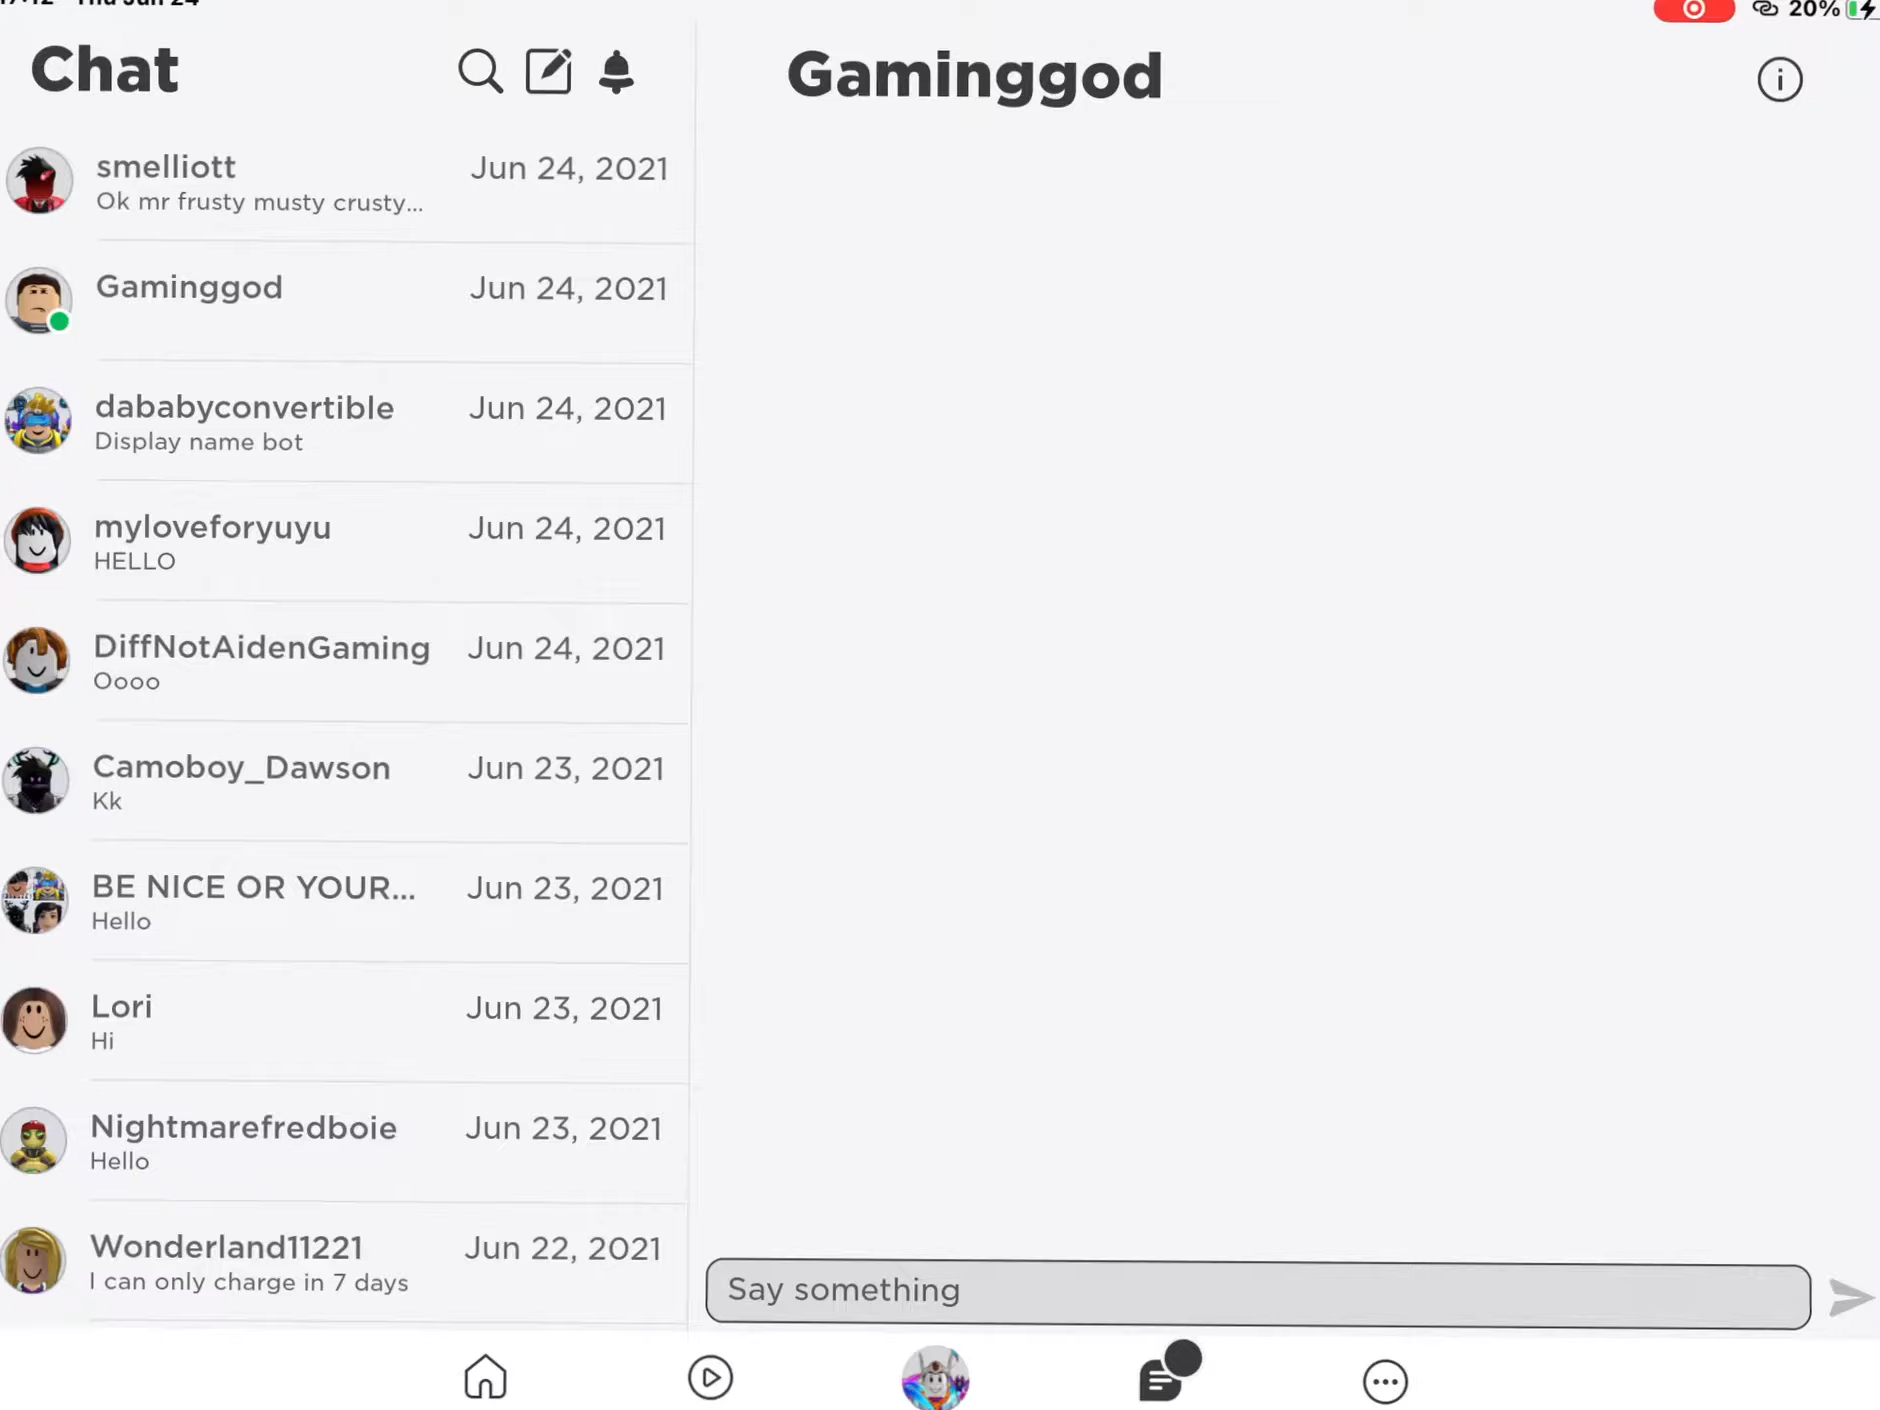 Thu Jun 24
20%
Chat
Gaminggod
smelliott
Jun 24, 2021
Ok mr frusty musty crusty...
Gaminggod
Jun 24, 2021
dababyconvertible
Jun 24, 2021
Display name bot
myloveforyuyu
Jun 24, 2021
HELLO
DiffNotAidenGaming
Jun 24, 2021
Oooo
Camoboy_Dawson
Jun 23, 2021
Kk
BE NICE OR YOUR...
Jun 23, 2021
Hello
Lori
Jun 23, 2021
Hi
Nightmarefredboie
Jun 23, 2021
Hello
Wonderland11221
Jun 22, 2021
I can only charge in 7 days
Say something